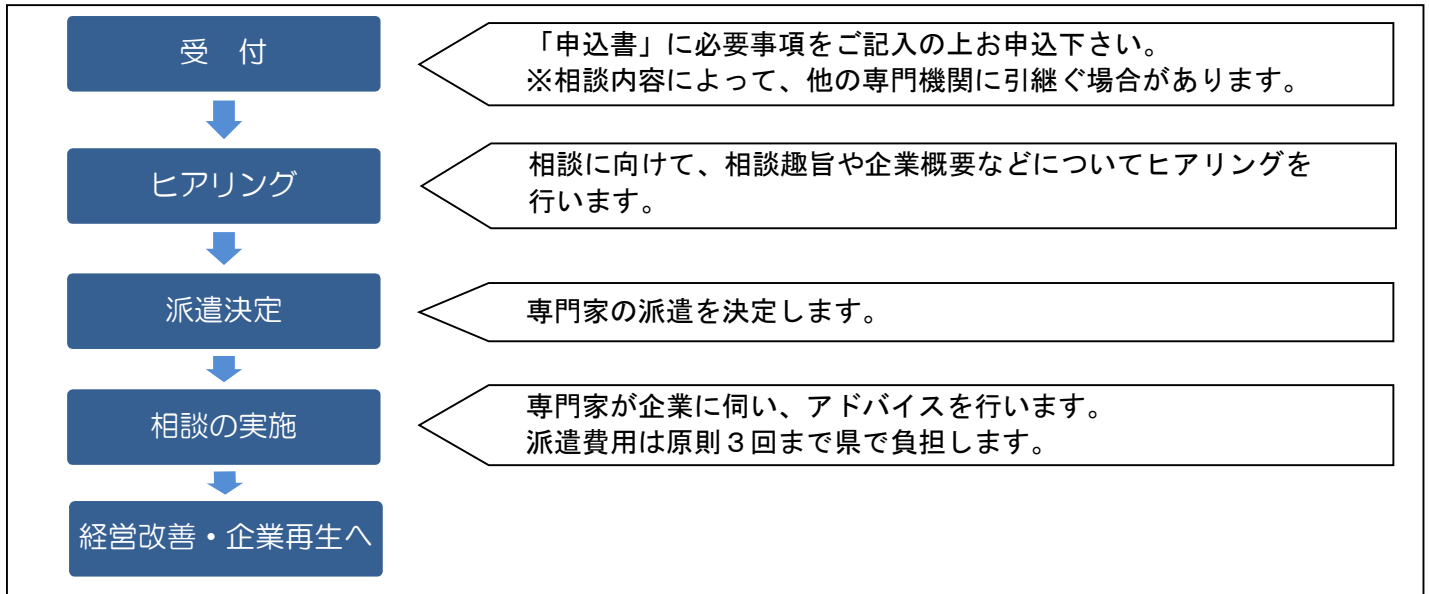 受　付
「申込書」に必要事項をご記入の上お申込下さい。
※相談内容によって、他の専門機関に引継ぐ場合があります。
ヒアリング
相談に向けて、相談趣旨や企業概要などについてヒアリングを
行います。
派遣決定
専門家の派遣を決定します。
相談の実施
専門家が企業に伺い、アドバイスを行います。
派遣費用は原則３回まで県で負担します。
経営改善・企業再生へ